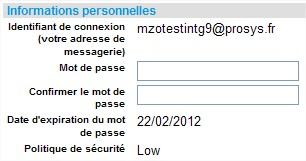 Informations personnelles
Identifiant de connexion
(votre adresse de
messagerie)
mzotestintg9@prosys.fr
Mot de passe
Confirmer le mot de
passe
Date d'expiration du mot
de passe
22/02/2012
Politique de sécurité
Low